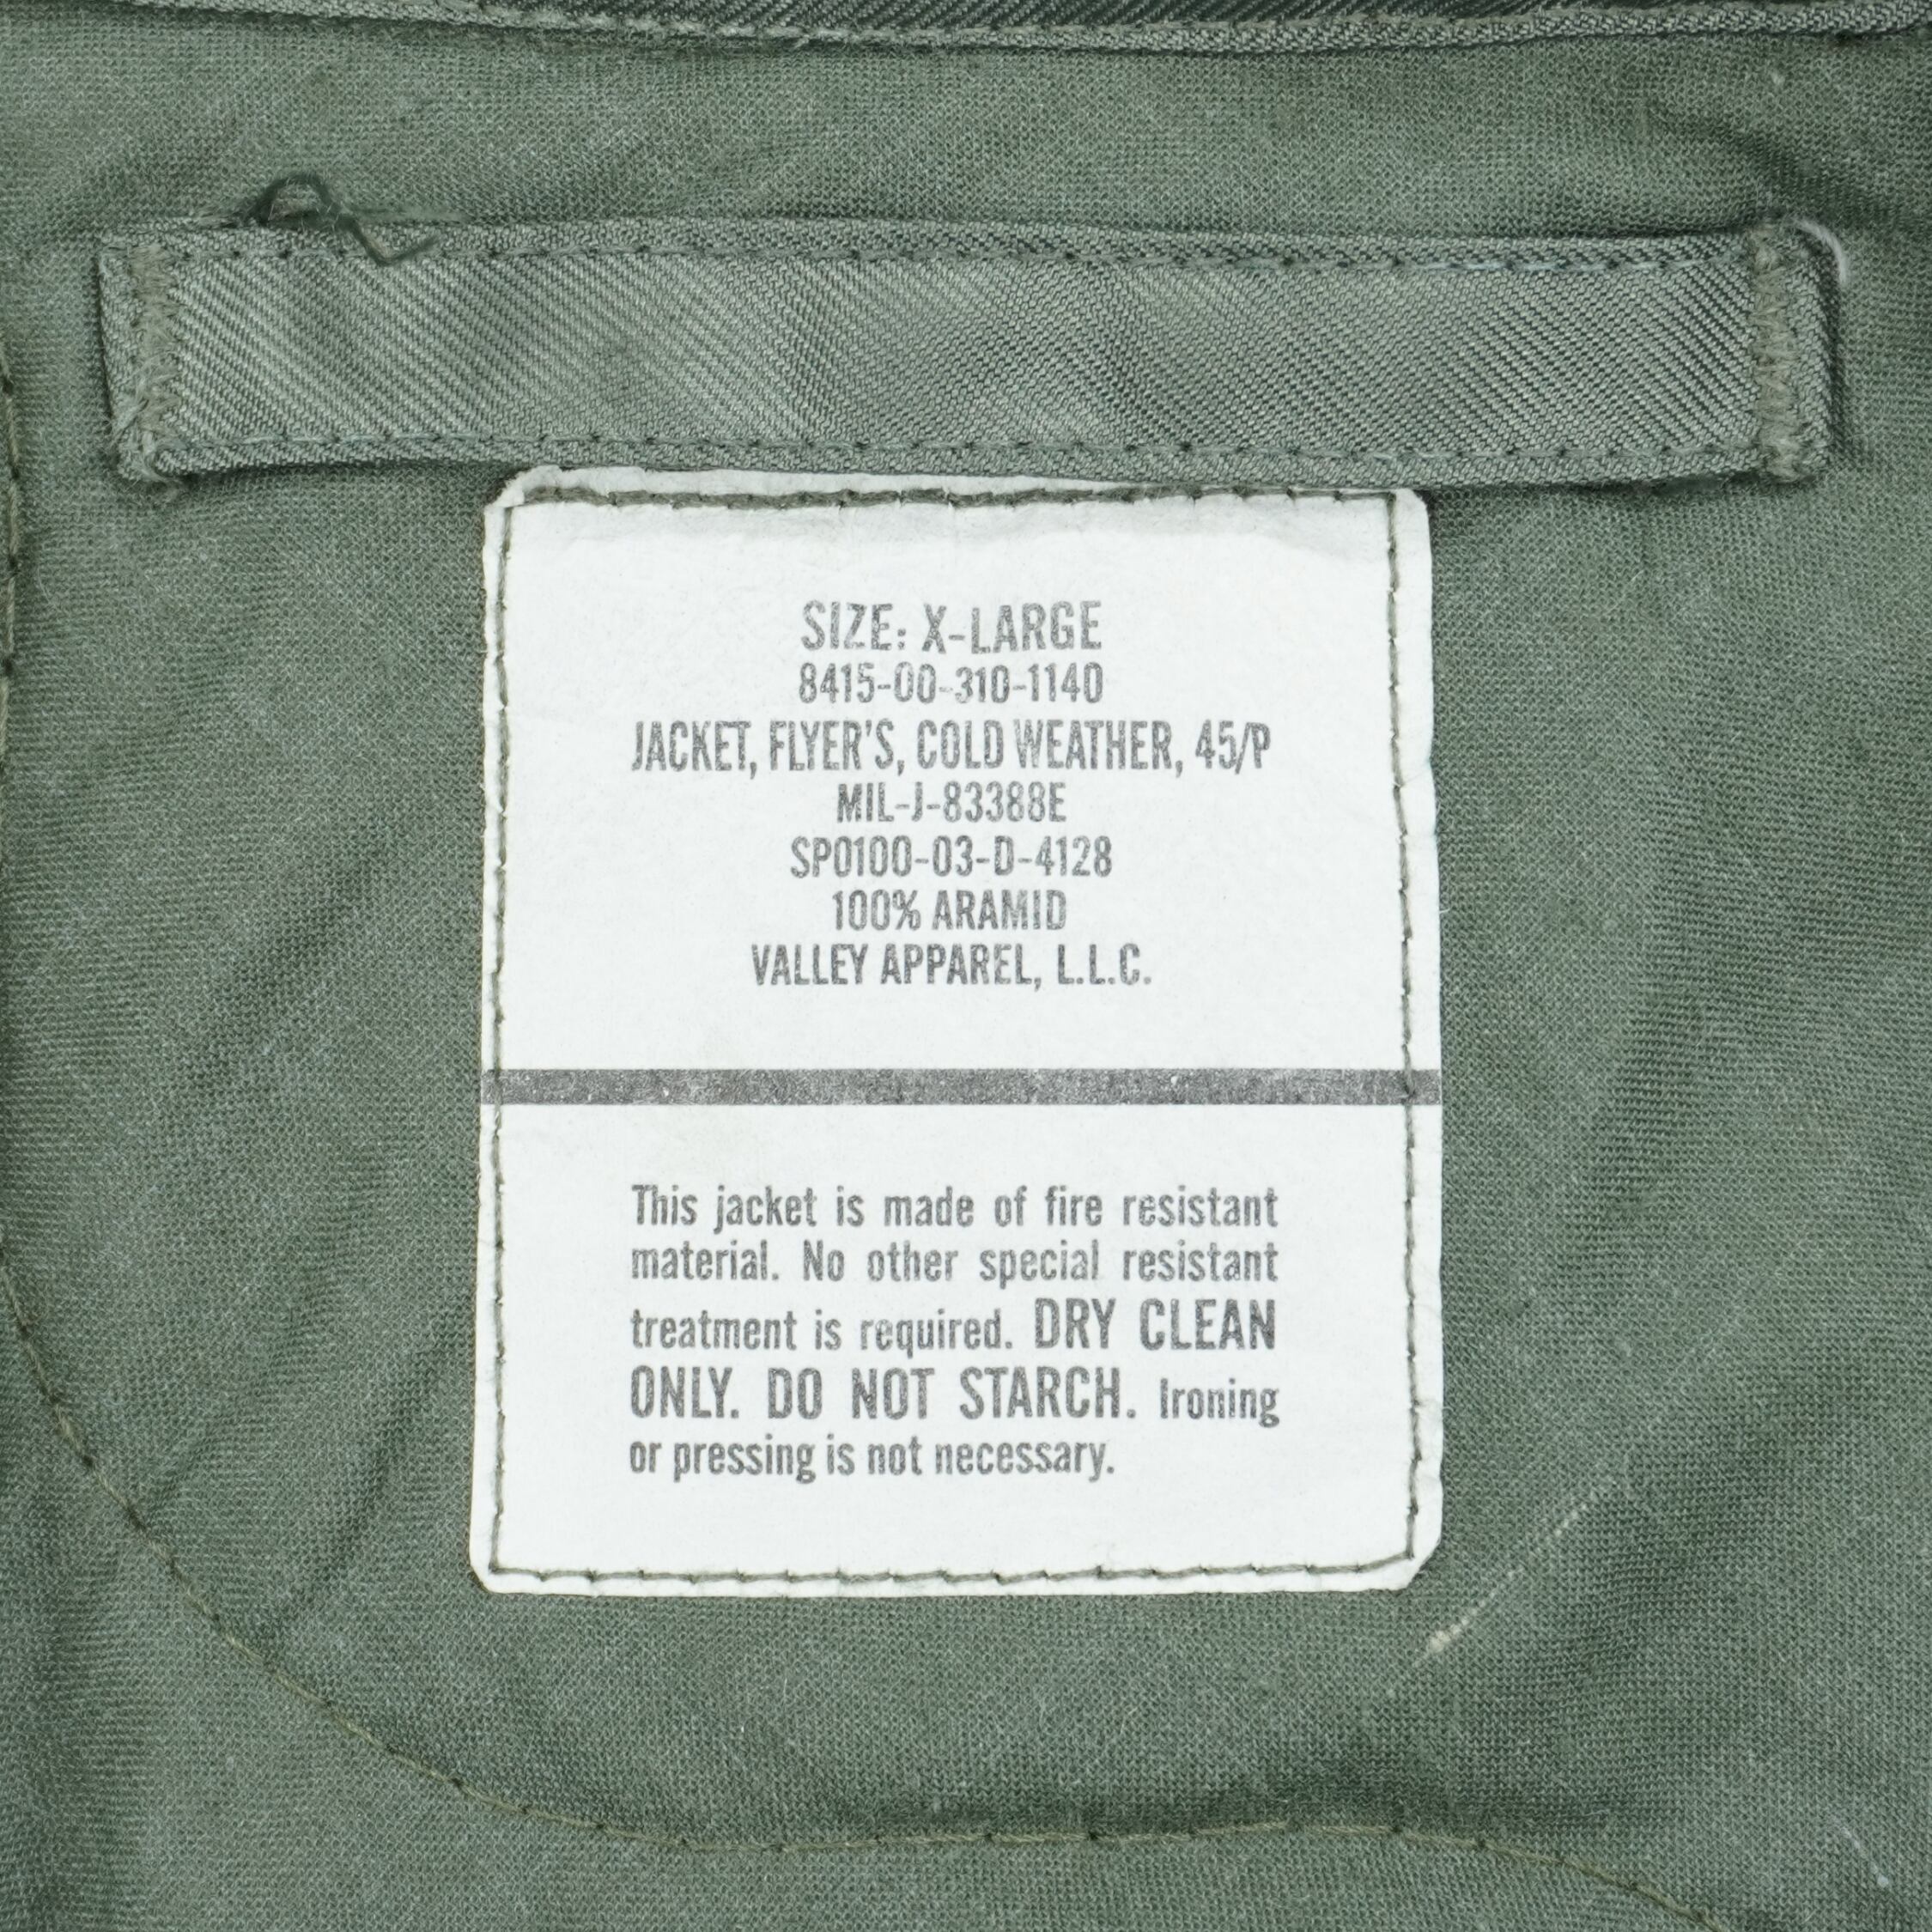 SIZE: X-LARGE
8415-00-310-1140
JACKET, FLYER'S, COLD WEATHER, 45/P
MIL-J-83388E
SP0100-03-D-4128
100% ARAMID
VALLEY APPAREL, L.L.C.
This jacket is made of fire resistant
material. No other special resistant
treatment is required. DRY CLEAN
ONLY. DO NOT STARCH. Ironing
or pressing is not necessary.